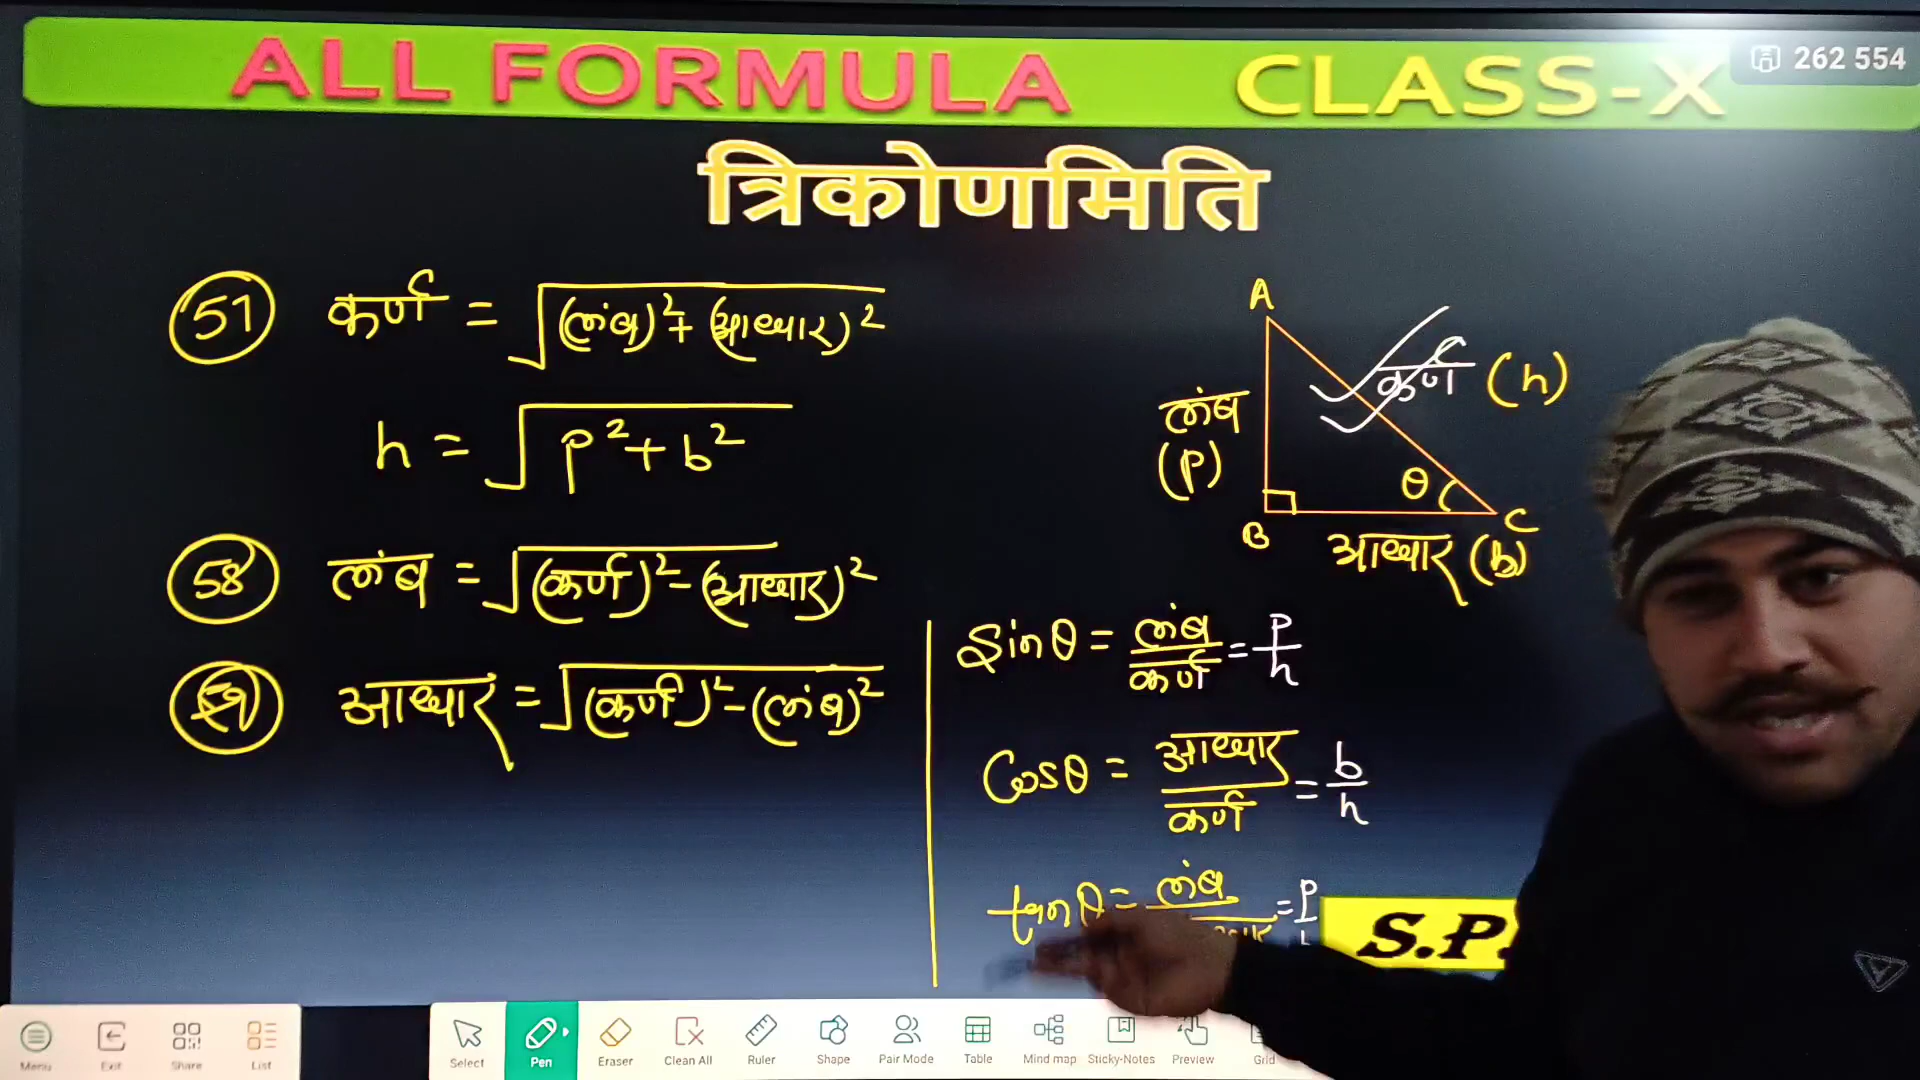 ALL FORMULA CLASS-X
262 554
त्रिकोणमिति
51 कर्ण = √(लंब)² + (आधार)²
h = √p² + b²
58 लंब = √(कर्ण)² - (आधार)²
आधार = √(कर्ण)² - (लंब)²
A
कर्ण (h)
लंब
(p)
θ
B
C
आधार (b)
Sinθ = लंब/कर्ण = p/h
Cosθ = आधार/कर्ण = b/h
tanθ = लंब
= p
S.P.
Menu Exit Share List Select Pen Eraser Clean All Ruler Shape Pair Mode Table Mind map Sticky-Notes Preview Grid